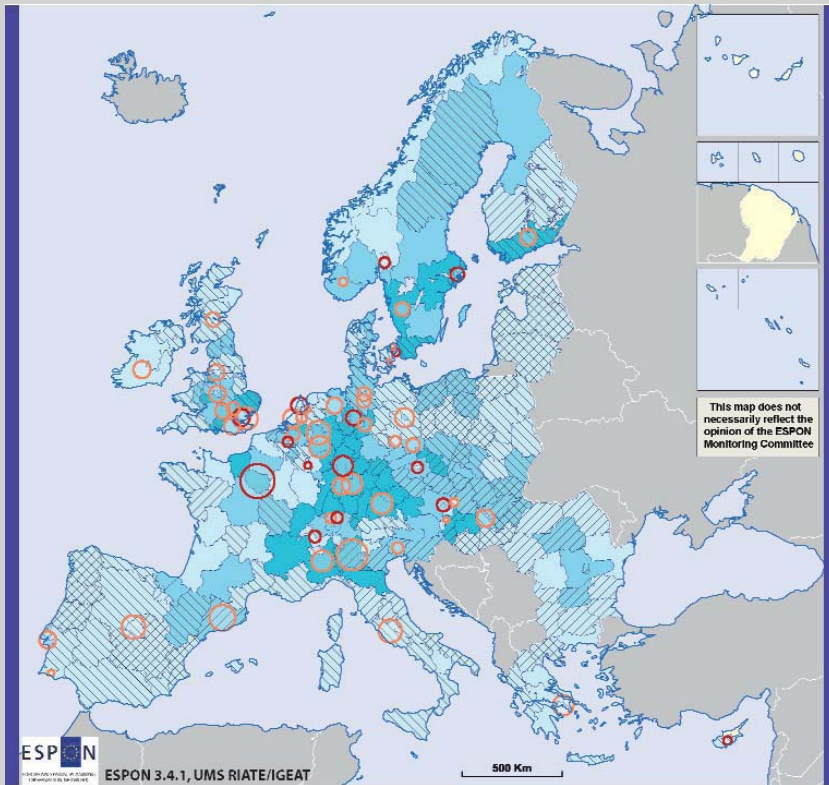 This map does not
necessarily reflect the
opinion of the ESPON
Monitoring Committee
500 Km
ESPON
ESPON 3.4.1, UMS RIATE/IGEAT